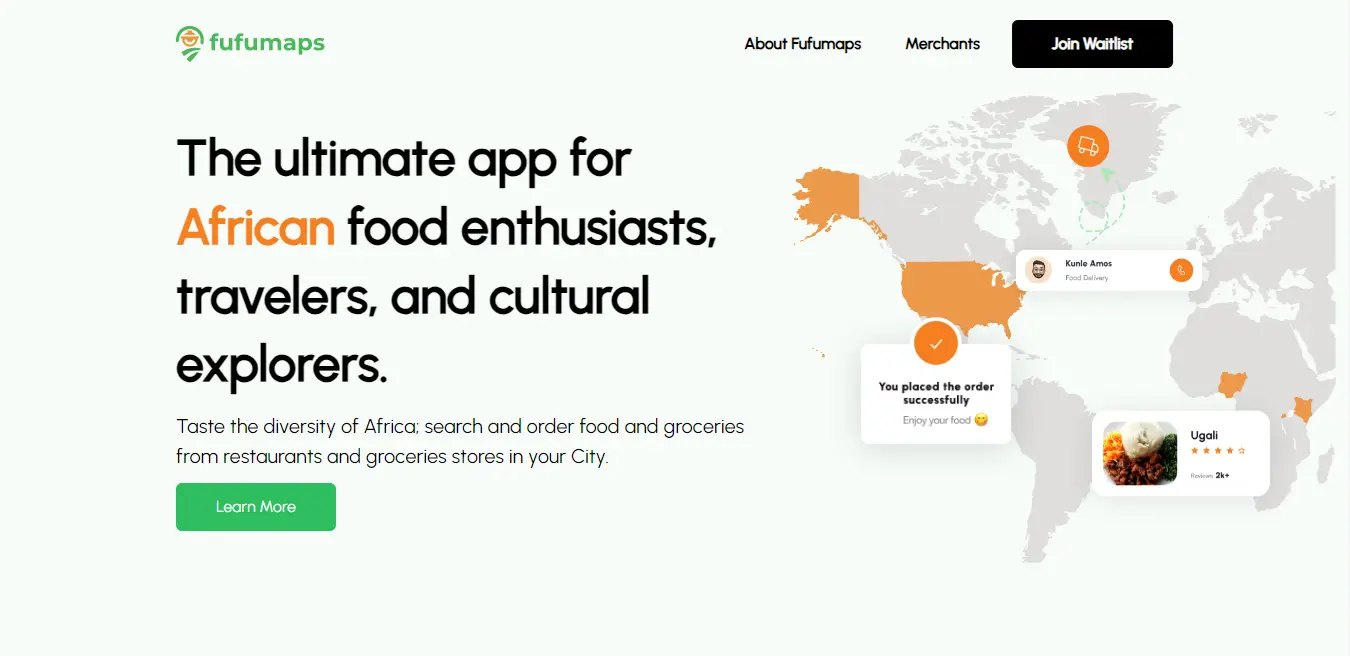 fufumaps
About Fufumaps
Merchants
Join Waitlist
The ultimate app for
African food enthusiasts,
travelers, and cultural
explorers.
Taste the diversity of Africa; search and order food and groceries
from restaurants and groceries stores in your City.
Learn More
Kunle Amos
Food Delivery
You placed the order
successfully
Enjoy your food 😋
Ugali
Reviews 2k+